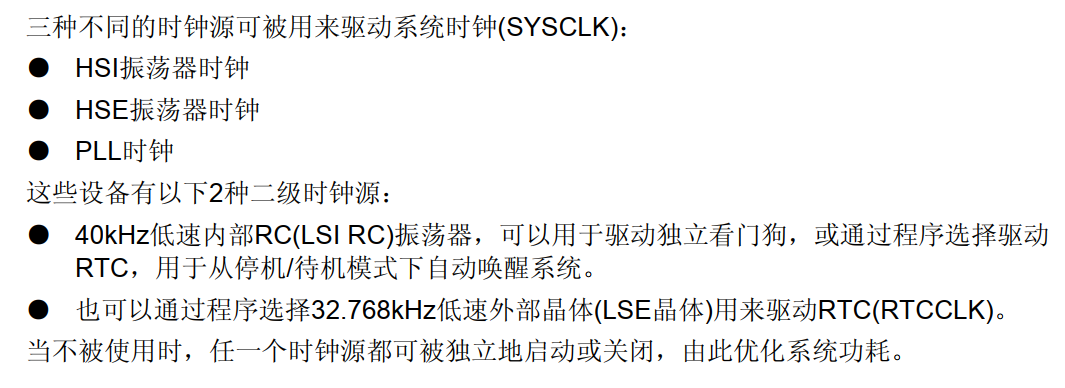 三种不同的时钟源可被用来驱动系统时钟(SYSCLK)：
● HSI振荡器时钟
● HSE振荡器时钟
● PLL时钟
这些设备有以下2种二级时钟源：
● 40kHz低速内部RC(LSI RC)振荡器，可以用于驱动独立看门狗，或通过程序选择驱动
RTC，用于从停机/待机模式下自动唤醒系统。
● 也可以通过程序选择32.768kHz低速外部晶体(LSE晶体)用来驱动RTC(RTCCLK)。
当不被使用时，任一个时钟源都可被独立地启动或关闭，由此优化系统功耗。